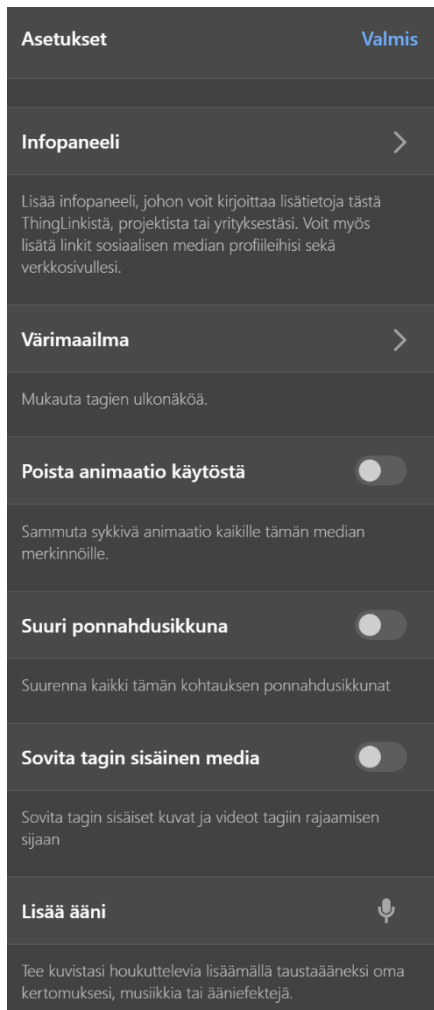 Asetukset
Valmis
Infopaneeli
Lisää infopaneeli, johon voit kirjoittaa lisätietoja tästä
ThingLinkistä, projektista tai yrityksestäsi. Voit myös
lisätä linkit sosiaalisen median profiileihisi sekä
verkkosivullesi.
Värimaailma
Mukauta tagien ulkonäköä.
Poista animaatio käytöstä
Sammuta sykkivä animaatio kaikille tämän median
merkinnöille.
Suuri ponnahdusikkuna
Suurenna kaikki tämän kohtauksen ponnahdusikkunat
Sovita tagin sisäinen media
Sovita tagin sisäiset kuvat ja videot tagiin rajaamisen
sijaan
Lisää ääni
Tee kuvistasi houkuttelevia lisäämällä taustaääneksi oma
kertomuksesi, musiikkia tai ääniefektejä.